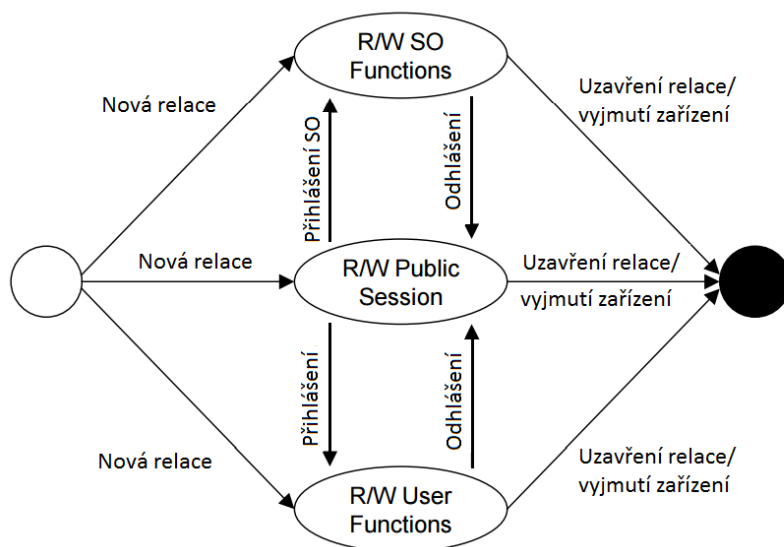 R/W SO
Functions
Uzavření relace/
vyjmutí zařízení
Nová relace
Přihlášení SO
Odhlášení
Nová relace
R/W Public
Session
Uzavření relace/
vyjmutí zařízení
Přihlášení
Odhlášení
Nová relace
Uzavření relace/
vyjmutí zařízení
R/W User
Functions